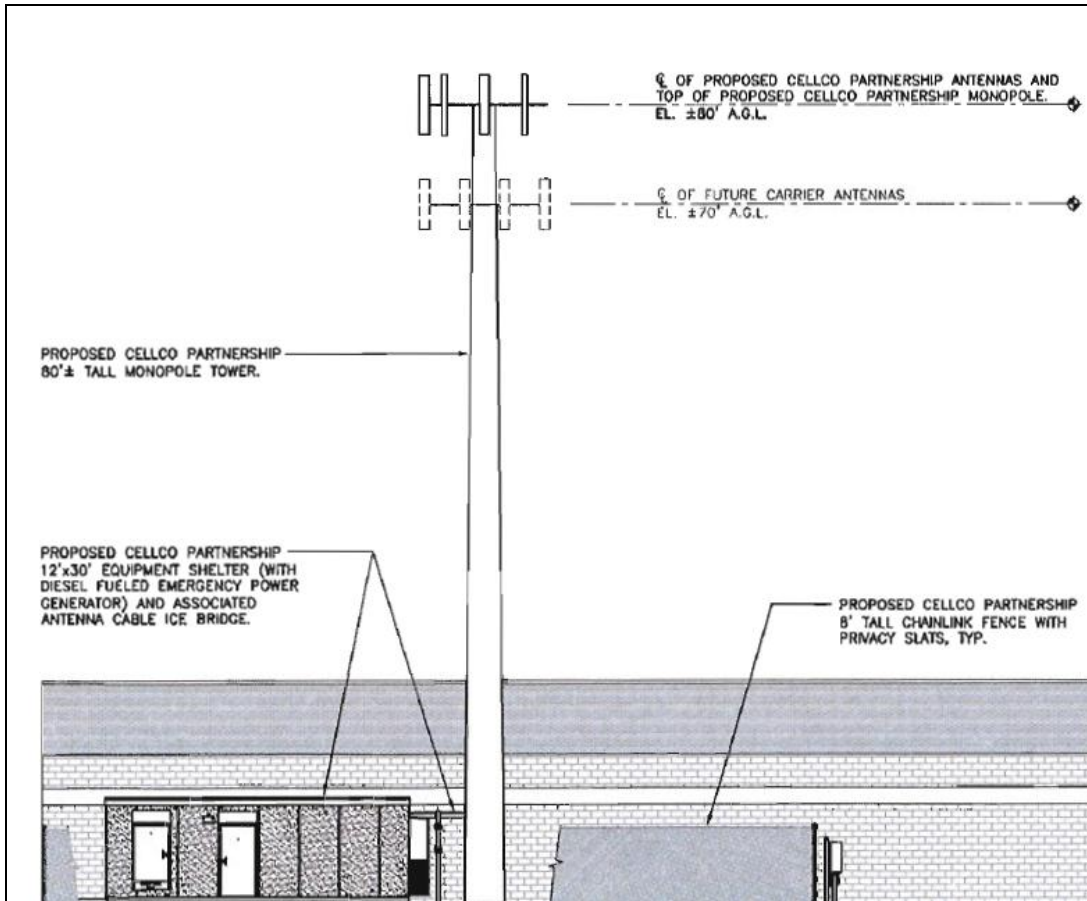 ℄ OF PROPOSED CELLCO PARTNERSHIP ANTENNAS AND
TOP OF PROPOSED CELLCO PARTNERSHIP MONOPOLE.
EL. ±80' A.G.L.
℄ OF FUTURE CARRIER ANTENNAS
EL. ±70' A.G.L.
PROPOSED CELLCO PARTNERSHIP
80'± TALL MONOPOLE TOWER.
PROPOSED CELLCO PARTNERSHIP
12'x30' EQUIPMENT SHELTER (WITH
DIESEL FUELED EMERGENCY POWER
GENERATOR) AND ASSOCIATED
ANTENNA CABLE ICE BRIDGE.
PROPOSED CELLCO PARTNERSHIP
8' TALL CHAINLINK FENCE WITH
PRIVACY SLATS, TYP.